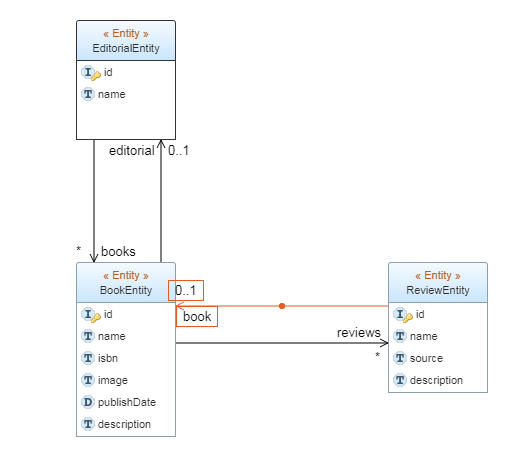 « Entity »
EditorialEntity
I id
T name
editorial 0..1
* books
« Entity »
BookEntity
I id
T name
T isbn
T image
D publishDate
T description
0..1
book
reviews
*
« Entity »
ReviewEntity
I id
T name
T source
T description